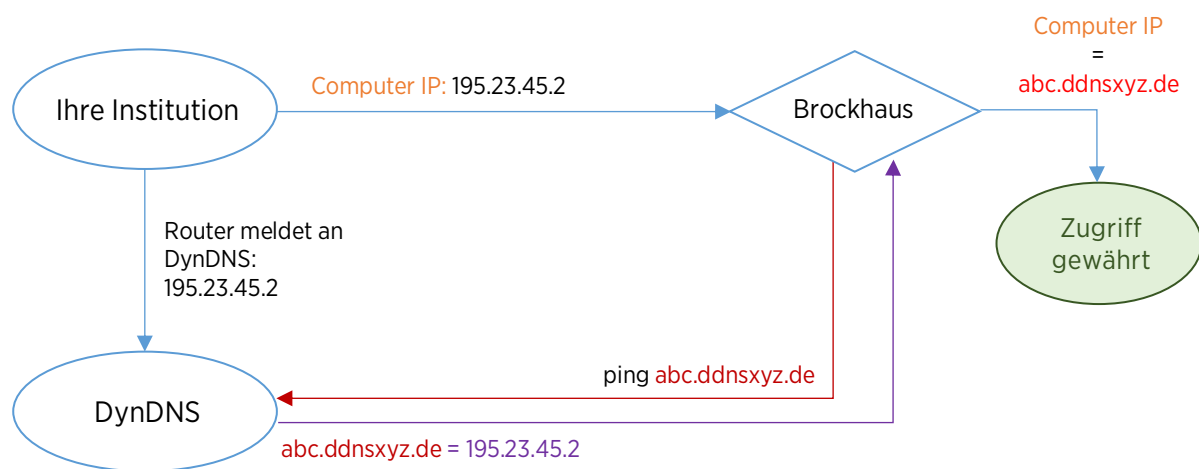 Computer IP
=
abc.ddnsxyz.de
Ihre Institution
Computer IP: 195.23.45.2
Brockhaus
Router meldet an
DynDNS:
195.23.45.2
Zugriff
gewährt
ping abc.ddnsxyz.de
DynDNS
abc.ddnsxyz.de = 195.23.45.2